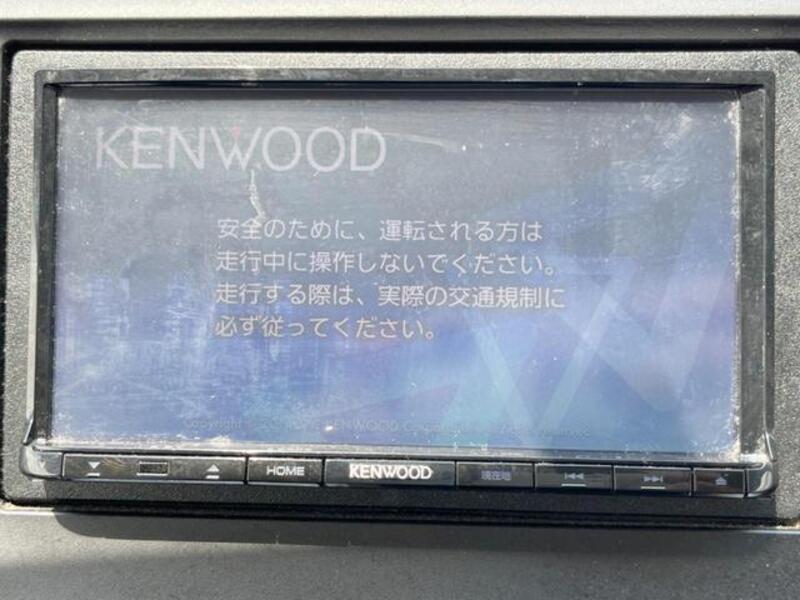 KENWOOD
安全のために、運転される方は
走行中に操作しないでください。
走行する際は、実際の交通規制に
必ず従ってください。
Copyright KENWOOD
HOME KENWOOD 現在地